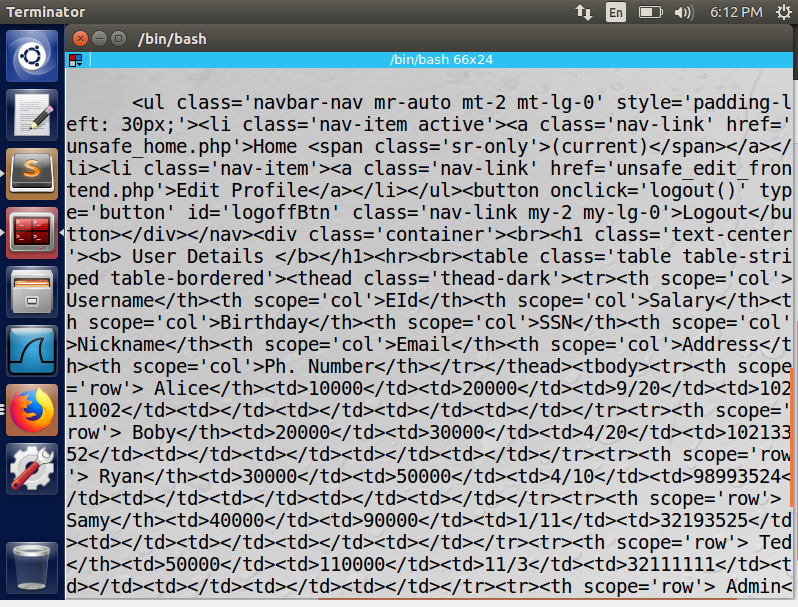 Terminator
En
6:12 PM
/bin/bash
/bin/bash 66x24
<ul class='navbar-nav mr-auto mt-2 mt-lg-0' style='padding-l
eft: 30px;'><li class='nav-item active'><a class='nav-link' href='
unsafe_home.php'>Home <span class='sr-only'>(current)</span></a></
li><li class='nav-item'><a class='nav-link' href='unsafe_edit_fron
tend.php'>Edit Profile</a></li></ul><button onclick='logout()' typ
e='button' id='logoffBtn' class='nav-link my-2 my-lg-0'>Logout</bu
tton></div></nav><div class='container'><br><h1 class='text-center
'><b> User Details </b></h1><hr><br><table class='table table-stri
ped table-bordered'><thead class='thead-dark'><tr><th scope='col'>
Username</th><th scope='col'>EId</th><th scope='col'>Salary</th><t
h scope='col'>Birthday</th><th scope='col'>SSN</th><th scope='col'
>Nickname</th><th scope='col'>Email</th><th scope='col'>Address</t
h><th scope='col'>Ph. Number</th></tr></thead><tbody><tr><th scope
='row'> Alice</th><td>10000</td><td>20000</td><td>9/20</td><td>102
11002</td><td></td><td></td><td></td><td></td></tr><tr><th scope='
row'> Boby</th><td>20000</td><td>30000</td><td>4/20</td><td>102133
52</td><td></td><td></td><td></td><td></td></tr><tr><th scope='row
'> Ryan</th><td>30000</td><td>50000</td><td>4/10</td><td>98993524<
/td><td></td><td></td><td></td><td></td></tr><tr><th scope='row'>
Samy</th><td>40000</td><td>90000</td><td>1/11</td><td>32193525</td
><td></td><td></td><td></td><td></td></tr><tr><th scope='row'> Ted
</th><td>50000</td><td>110000</td><td>11/3</td><td>32111111</td><t
d></td><td></td><td></td><td></td></tr><tr><th scope='row'> Admin<